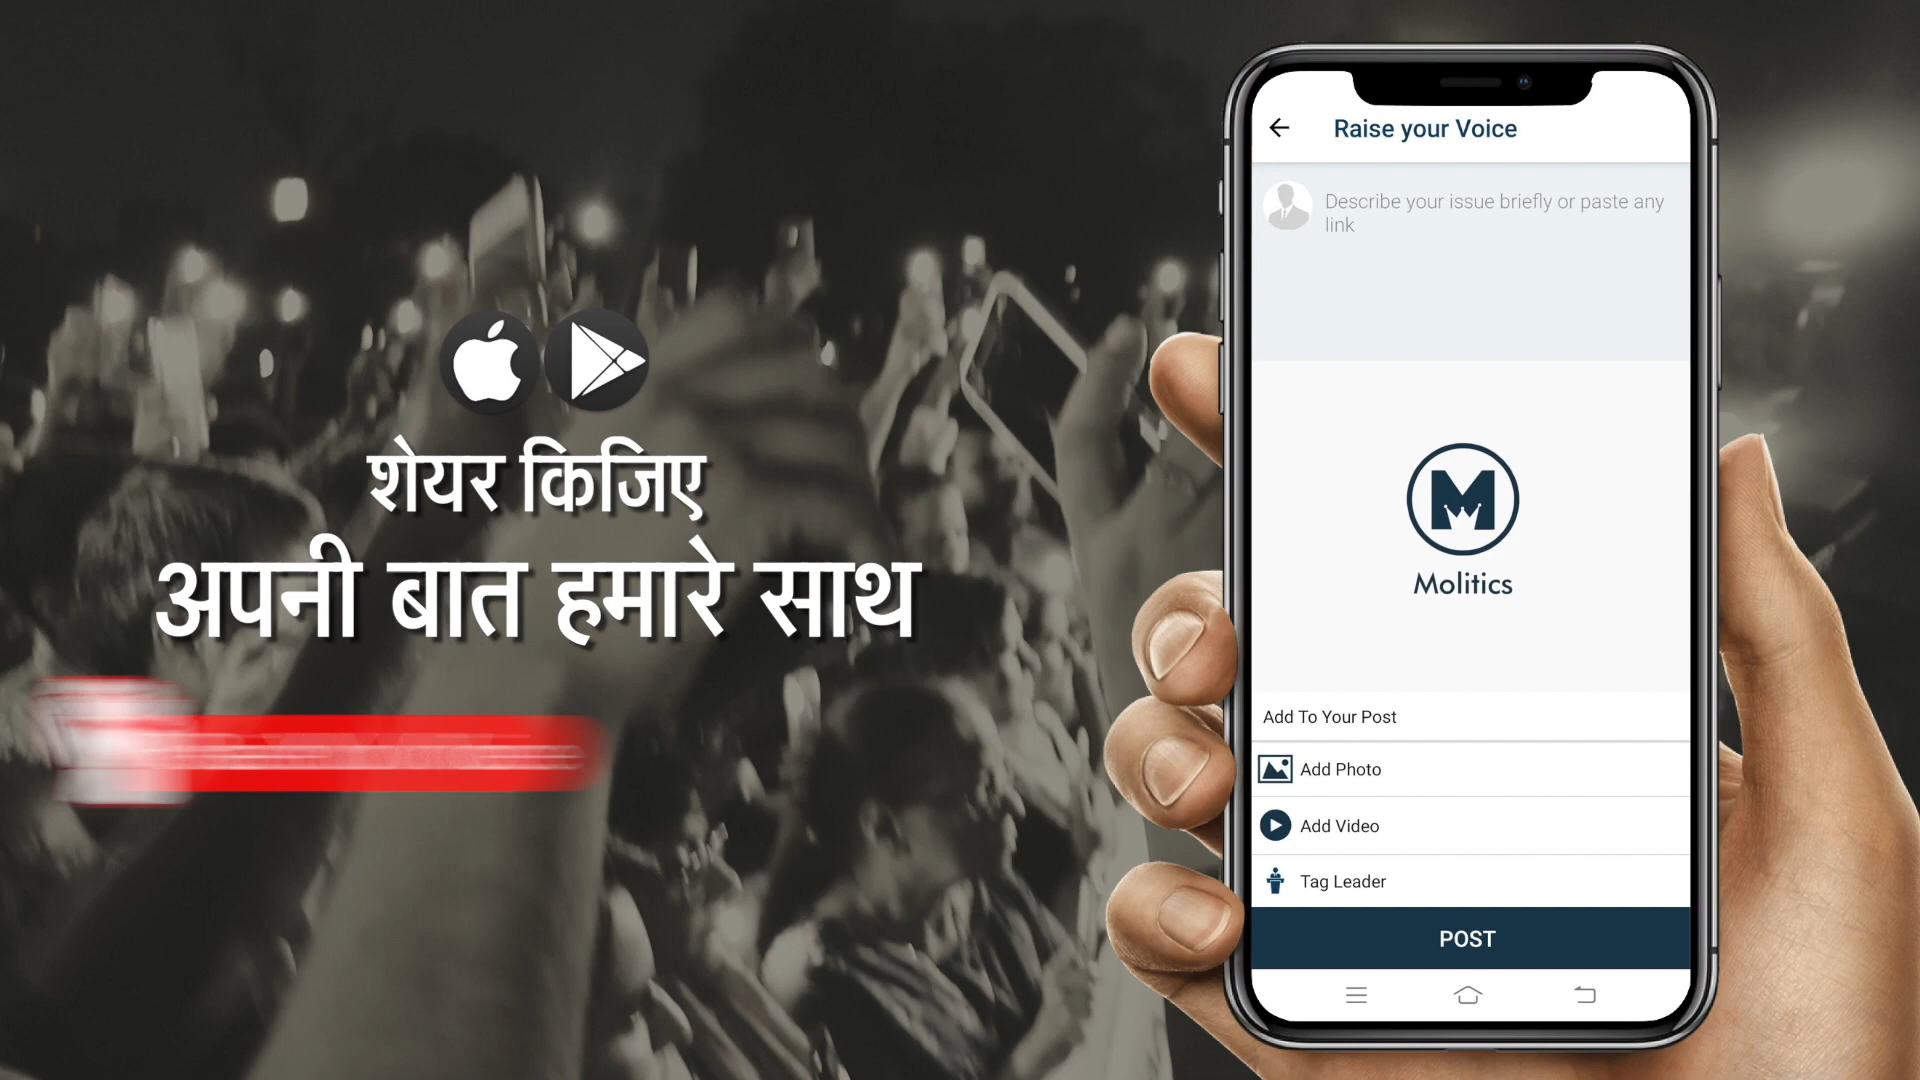 शेयर किजिए
अपनी बात हमारे साथ
Raise your Voice
Describe your issue briefly or paste any
link
Molitics
Add To Your Post
Add Photo
Add Video
Tag Leader
POST